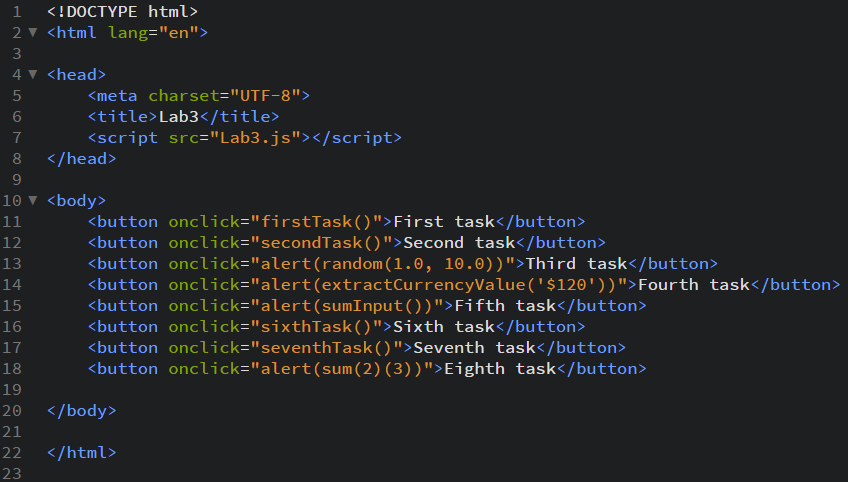 1 <!DOCTYPE html>
2 ▼ <html lang="en">
3
4 ▼ <head>
5     <meta charset="UTF-8">
6     <title>Lab3</title>
7     <script src="Lab3.js"></script>
8 </head>
9
10 ▼ <body>
11     <button onclick="firstTask()">First task</button>
12     <button onclick="secondTask()">Second task</button>
13     <button onclick="alert(random(1.0, 10.0))">Third task</button>
14     <button onclick="alert(extractCurrencyValue('$120'))">Fourth task</button>
15     <button onclick="alert(sumInput())">Fifth task</button>
16     <button onclick="sixthTask()">Sixth task</button>
17     <button onclick="seventhTask()">Seventh task</button>
18     <button onclick="alert(sum(2)(3))">Eighth task</button>
19
20 </body>
21
22 </html>
23